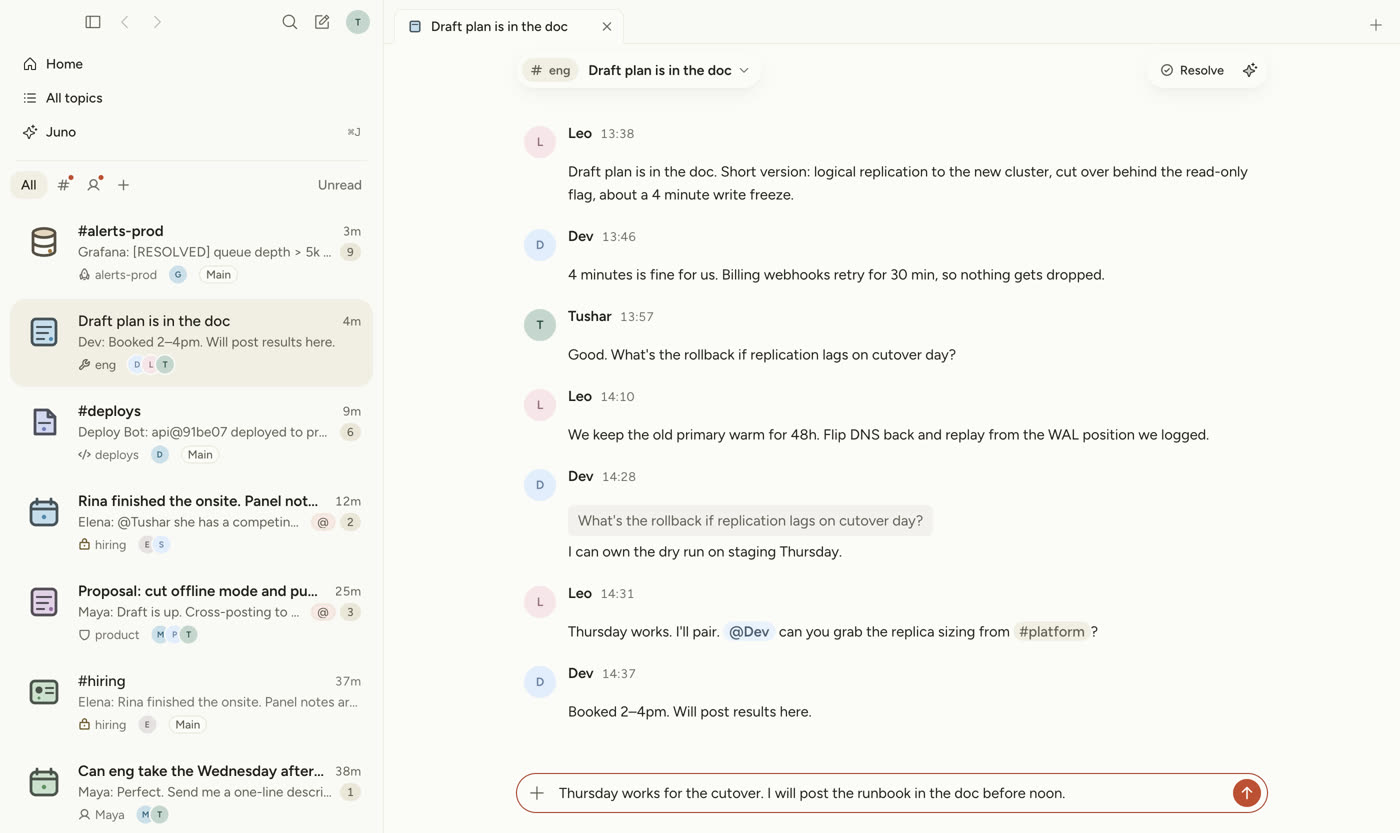 T
Home
All topics
Juno ⌘J
All Unread
#alerts-prod 3m
Grafana: [RESOLVED] queue depth > 5k ... 9
alerts-prod G Main
Draft plan is in the doc 4m
Dev: Booked 2–4pm. Will post results here.
eng D L T
#deploys 9m
Deploy Bot: api@91be07 deployed to pr... 6
deploys D Main
Rina finished the onsite. Panel not... 12m
Elena: @Tushar she has a competin... @ 2
hiring E S
Proposal: cut offline mode and pu... 25m
Maya: Draft is up. Cross-posting to ... @ 3
product M P T
#hiring 37m
Elena: Rina finished the onsite. Panel notes ar...
hiring E Main
Can eng take the Wednesday after... 38m
Maya: Perfect. Send me a one-line descri... 1
Maya M T
Draft plan is in the doc
# eng Draft plan is in the doc Resolve
L Leo 13:38
Draft plan is in the doc. Short version: logical replication to the new cluster, cut over behind the read-only
flag, about a 4 minute write freeze.
D Dev 13:46
4 minutes is fine for us. Billing webhooks retry for 30 min, so nothing gets dropped.
T Tushar 13:57
Good. What's the rollback if replication lags on cutover day?
L Leo 14:10
We keep the old primary warm for 48h. Flip DNS back and replay from the WAL position we logged.
D Dev 14:28
What's the rollback if replication lags on cutover day?
I can own the dry run on staging Thursday.
L Leo 14:31
Thursday works. I'll pair. @Dev can you grab the replica sizing from #platform ?
D Dev 14:37
Booked 2–4pm. Will post results here.
Thursday works for the cutover. I will post the runbook in the doc before noon.